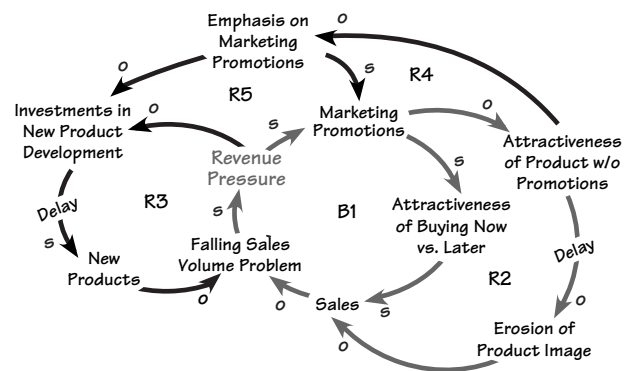 Emphasis on
Marketing
Promotions
o
o
s
R4
R5
Investments in
New Product
Development
o
s
Marketing
Promotions
o
Attractiveness
of Product w/o
Promotions
Revenue
Pressure
s
Delay
s
R3
s
B1
Attractiveness
of Buying Now
vs. Later
Delay
New
Products
Falling Sales
Volume Problem
R2
o
o
Sales
s
o
o
Erosion of
Product Image